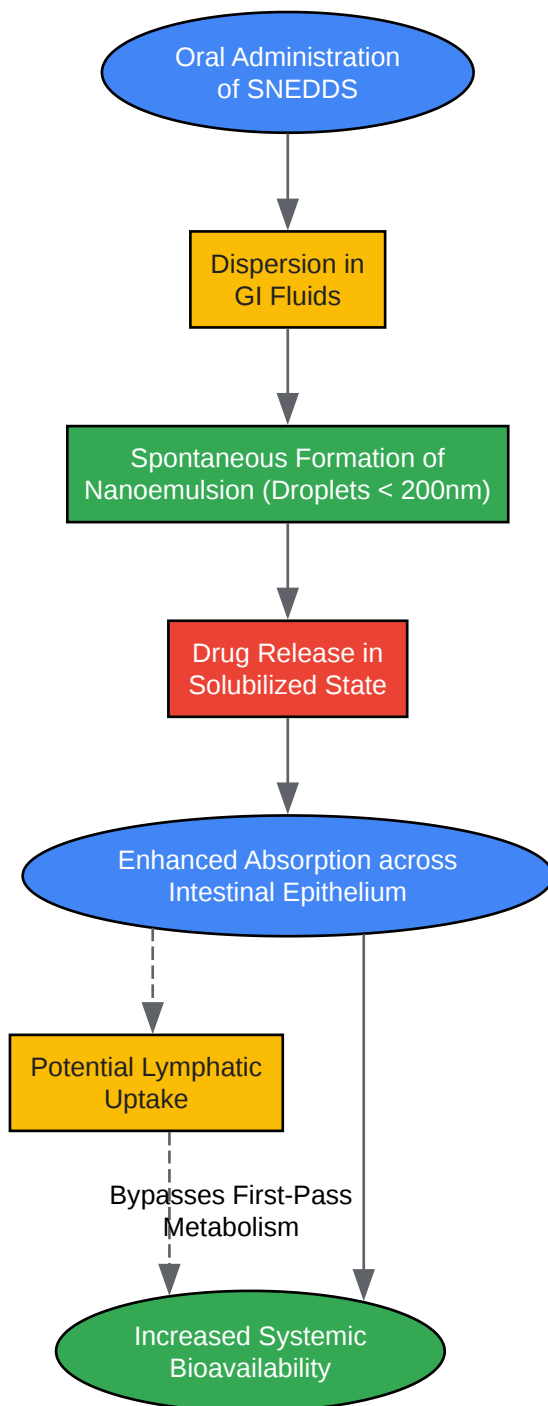 Oral Administration
of SNEDDS
Dispersion in
GI Fluids
Spontaneous Formation of
Nanoemulsion (Droplets < 200nm)
Drug Release in
Solubilized State
Enhanced Absorption across
Intestinal Epithelium
Potential Lymphatic
Uptake
Bypasses First-Pass
Metabolism
Increased Systemic
Bioavailability